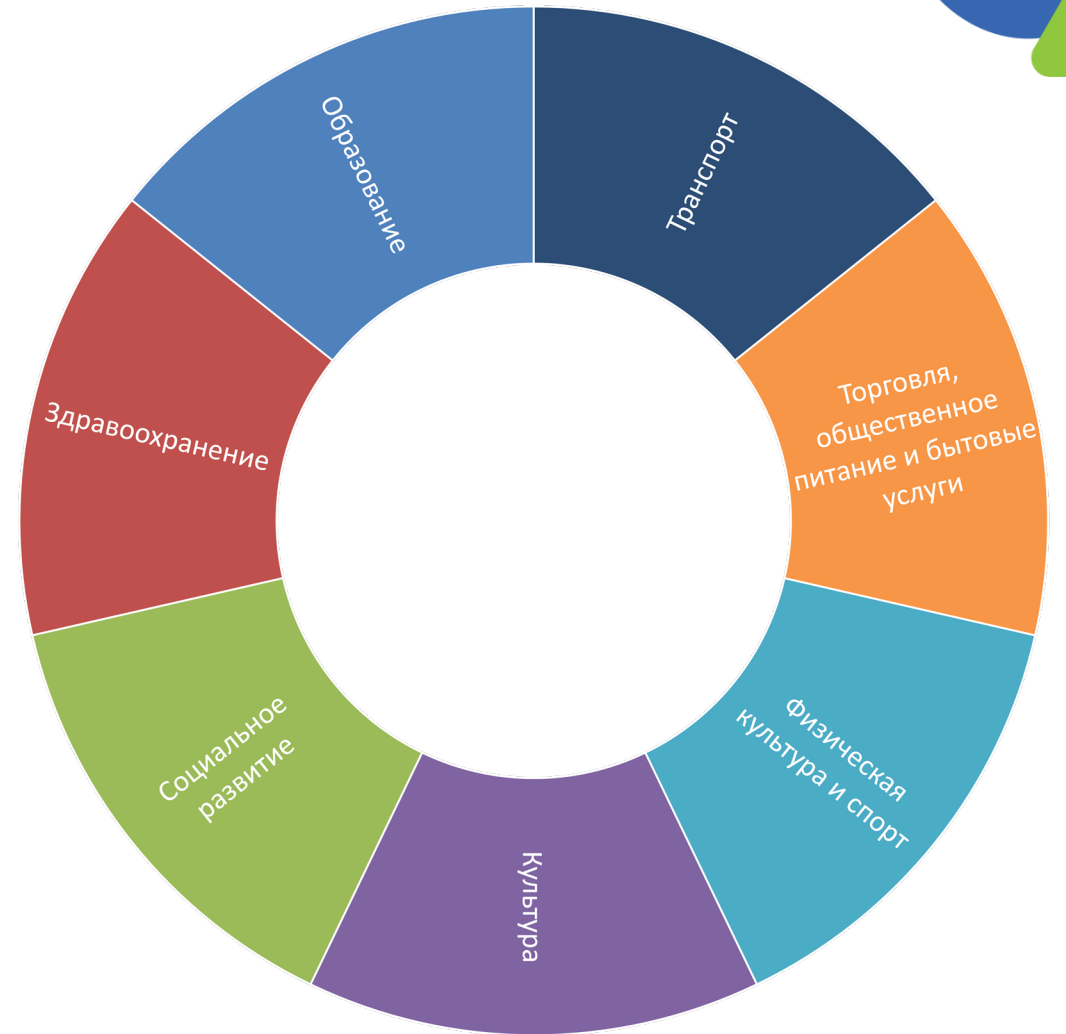 Транспорт
Торговля,
общественное
питание и бытовые
услуги
Физическая
культура и спорт
Культура
Социальное
развитие
Здравоохранение
Образование